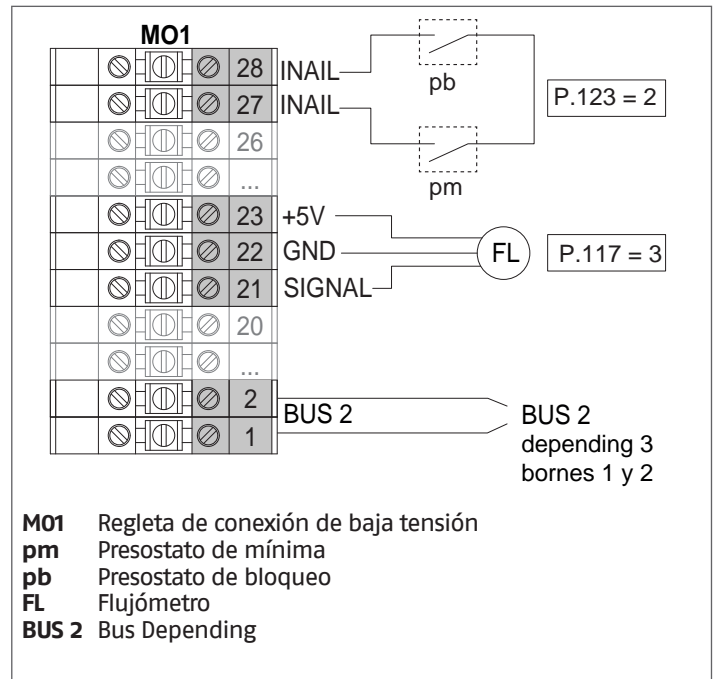 MO1
28 INAIL
pb
P.123 = 2
27 INAIL
26
pm
...
23 +5V
22 GND
FL
P.117 = 3
21 SIGNAL
20
...
2
BUS 2
BUS 2
1
depending 3
bornes 1 y 2
M01 Regleta de conexión de baja tensión
pm Presostato de mínima
pb Presostato de bloqueo
FL Flujómetro
BUS 2 Bus Depending